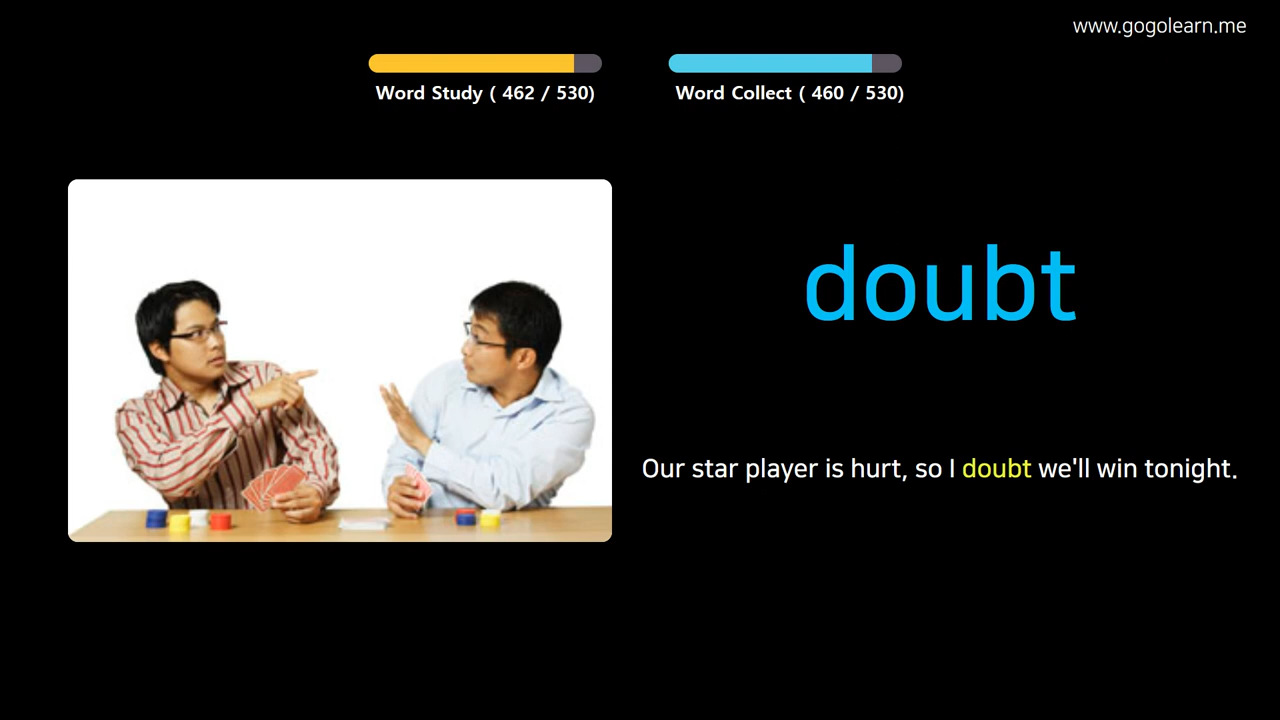 www.gogolearn.me
Word Study ( 462 / 530)
Word Collect ( 460 / 530)
doubt
Our star player is hurt, so I doubt we'll win tonight.